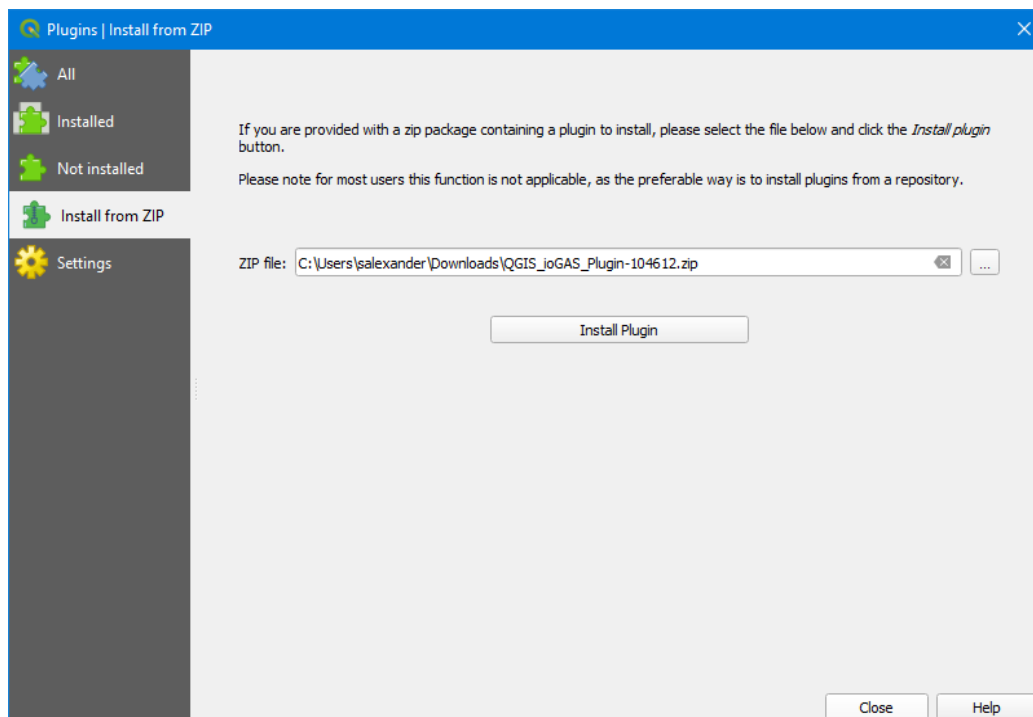 Plugins | Install from ZIP
All
Installed
Not installed
Install from ZIP
Settings
If you are provided with a zip package containing a plugin to install, please select the file below and click the Install plugin
button.
Please note for most users this function is not applicable, as the preferable way is to install plugins from a repository.
ZIP file: C:\Users\salexander\Downloads\QGIS_ioGAS_Plugin-104612.zip
...
Install Plugin
Close Help